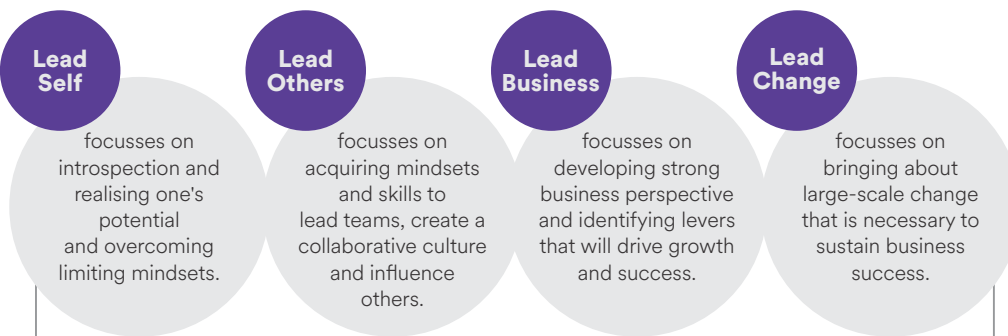 Lead
Self
focusses on
introspection and
realising one's
potential
and overcoming
limiting mindsets.
Lead
Others
focusses on
acquiring mindsets
and skills to
lead teams, create a
collaborative culture
and influence
others.
Lead
Business
focusses on
developing strong
business perspective
and identifying levers
that will drive growth
and success.
Lead
Change
focusses on
bringing about
large-scale change
that is necessary to
sustain business
success.